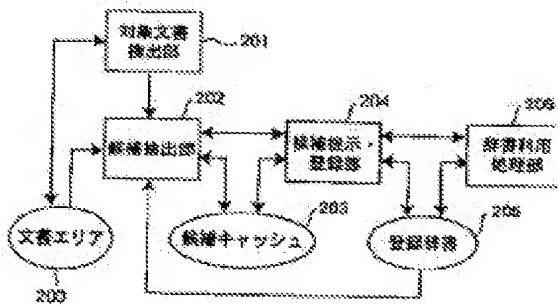 対象文書
検出部
201
202
候補抽出部
204
候補提示・
登録部
206
辞書利用
処理部
文書エリア
200
候補キャッシュ
203
登録辞書
205